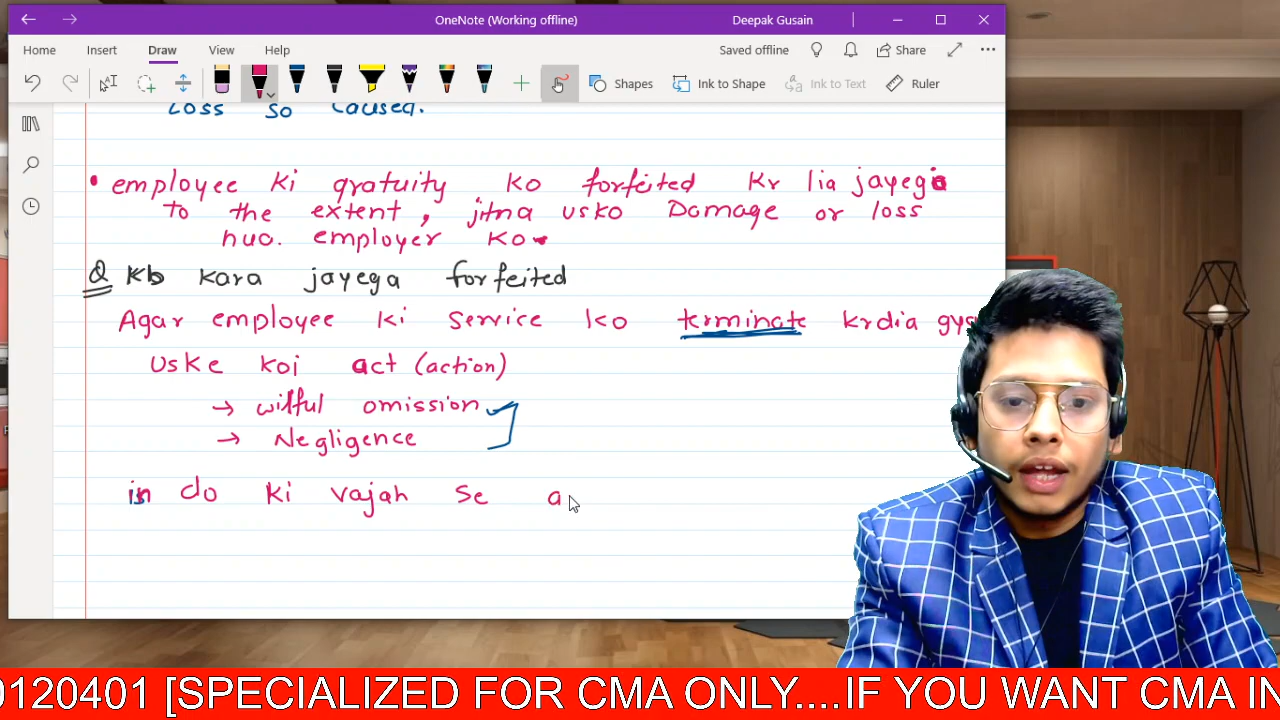 OneNote (Working offline)
Deepak Gusain
Home Insert Draw View Help
Saved offline
Share
Shapes
Ink to Shape
Ink to Text
Ruler
Loss so caused.
• employee ki gratuity ko forfeited kr lia jayega
to the extent, jitna usko Damage or loss
hua. employer ko.
Q kb kara jayega forfeited
Agar employee ki service ko terminate krdia gya
uske koi act (action)
→ wilful omission
→ Negligence
in do ki vajah se a
0120401 [SPECIALIZED FOR CMA ONLY....IF YOU WANT CMA IN